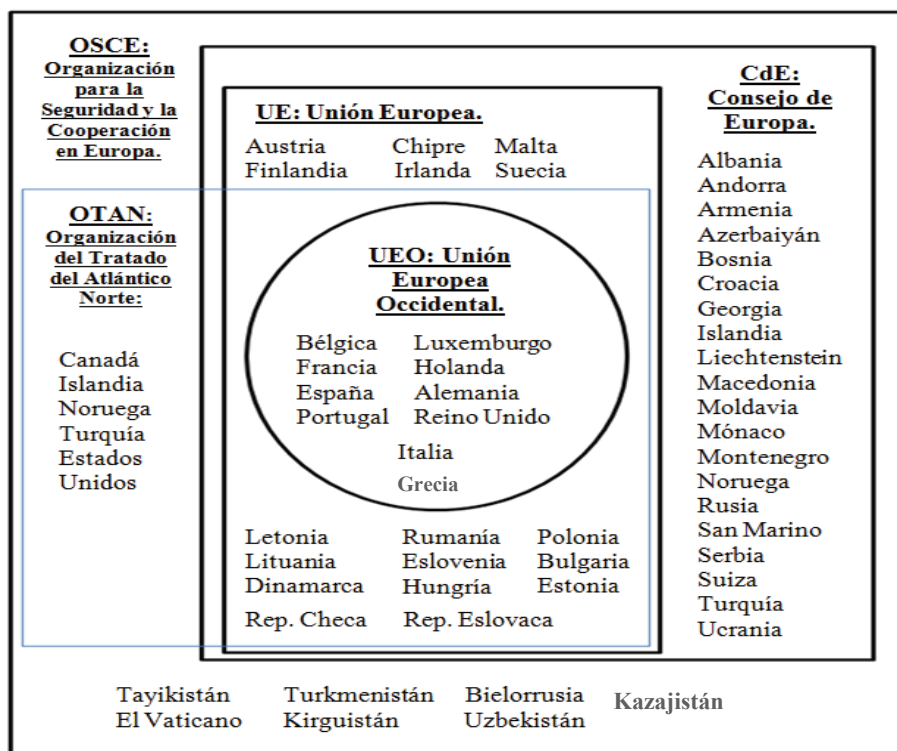 OSCE:
Organización
para la
Seguridad y la
Cooperación
en Europa.
OTAN:
Organización
del Tratado
del Atlántico
Norte:
Canadá
Islandia
Noruega
Turquía
Estados
Unidos
UE: Unión Europea.
Austria Chipre Malta
Finlandia Irlanda Suecia
UEO: Unión
Europea
Occidental.
Bélgica Luxemburgo
Francia Holanda
España Alemania
Portugal Reino Unido
Italia
Grecia
Letonia Rumanía Polonia
Lituania Eslovenia Bulgaria
Dinamarca Hungría Estonia
Rep. Checa Rep. Eslovaca
CdE:
Consejo de
Europa.
Albania
Andorra
Armenia
Azerbaiyán
Bosnia
Croacia
Georgia
Islandia
Liechtenstein
Macedonia
Moldavia
Mónaco
Montenegro
Noruega
Rusia
San Marino
Serbia
Suiza
Turquía
Ucrania
Tayikistán Turkmenistán Bielorrusia Kazajistán
El Vaticano Kirguistán Uzbekistán